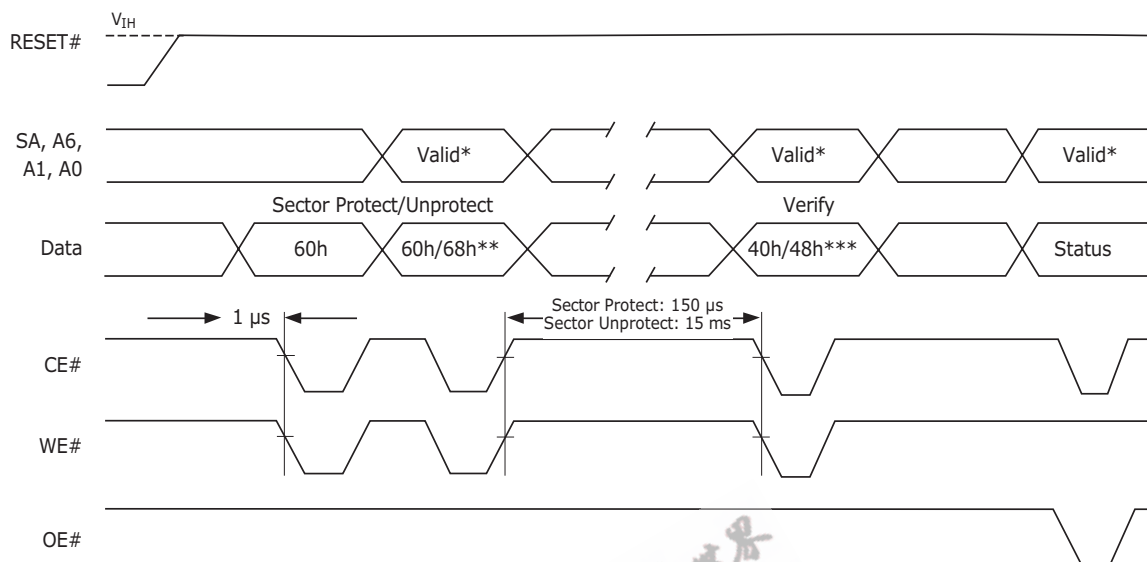 V_IH
RESET#
SA, A6,
A1, A0
Valid*
Valid*
Valid*
Sector Protect/Unprotect
Verify
Data
60h
60h/68h**
40h/48h***
Status
1 µs
Sector Protect: 150 µs
Sector Unprotect: 15 ms
CE#
WE#
OE#